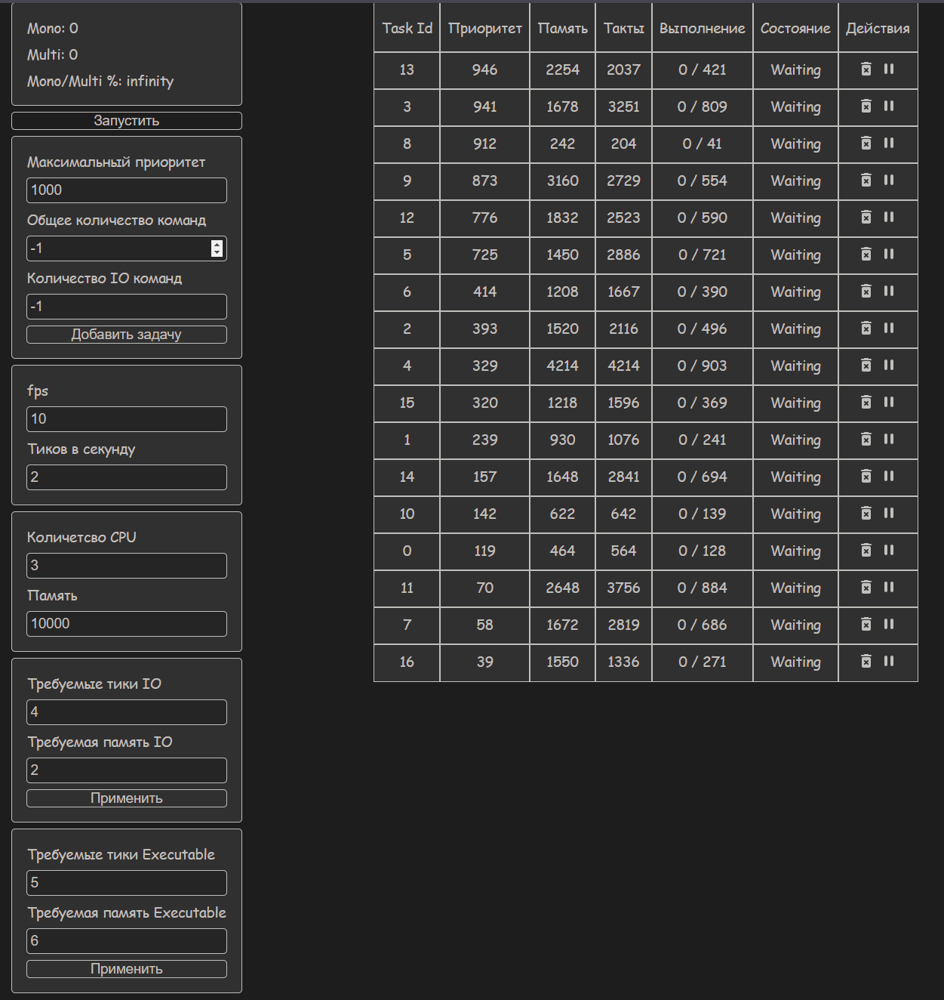 Mono: 0
Multi: 0
Mono/Multi %: infinity
Запустить
Максимальный приоритет
1000
Общее количество команд
-1
Количество IO команд
-1
Добавить задачу
fps
10
Тиков в секунду
2
Количетсво CPU
3
Память
10000
Требуемые тики IO
4
Требуемая память IO
2
Применить
Требуемые тики Executable
5
Требуемая память Executable
6
Применить
Task Id Приоритет Память Такты Выполнение Состояние Действия
13 946 2254 2037 0 / 421 Waiting
3 941 1678 3251 0 / 809 Waiting
8 912 242 204 0 / 41 Waiting
9 873 3160 2729 0 / 554 Waiting
12 776 1832 2523 0 / 590 Waiting
5 725 1450 2886 0 / 721 Waiting
6 414 1208 1667 0 / 390 Waiting
2 393 1520 2116 0 / 496 Waiting
4 329 4214 4214 0 / 903 Waiting
15 320 1218 1596 0 / 369 Waiting
1 239 930 1076 0 / 241 Waiting
14 157 1648 2841 0 / 694 Waiting
10 142 622 642 0 / 139 Waiting
0 119 464 564 0 / 128 Waiting
11 70 2648 3756 0 / 884 Waiting
7 58 1672 2819 0 / 686 Waiting
16 39 1550 1336 0 / 271 Waiting